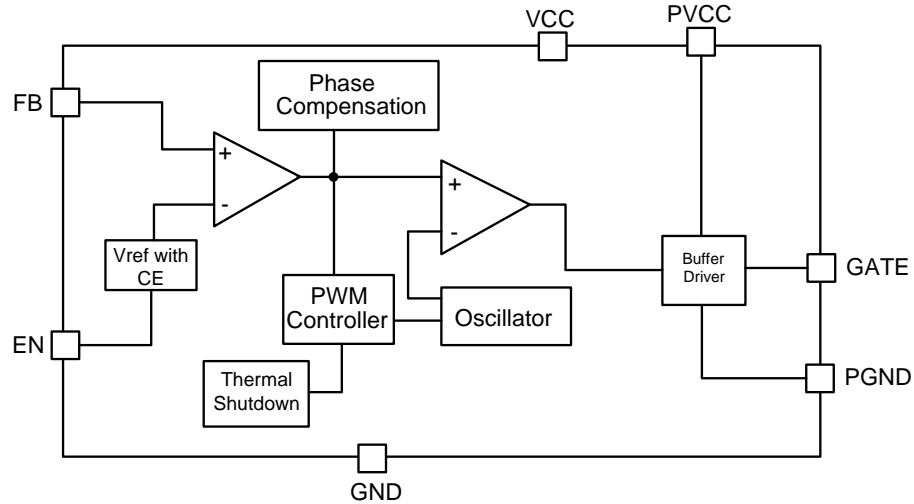 VCC
PVCC
FB
Phase
Compensation
+
-
+
-
Vref with
CE
Buffer
Driver
GATE
PWM
Controller
Oscillator
EN
Thermal
Shutdown
PGND
GND